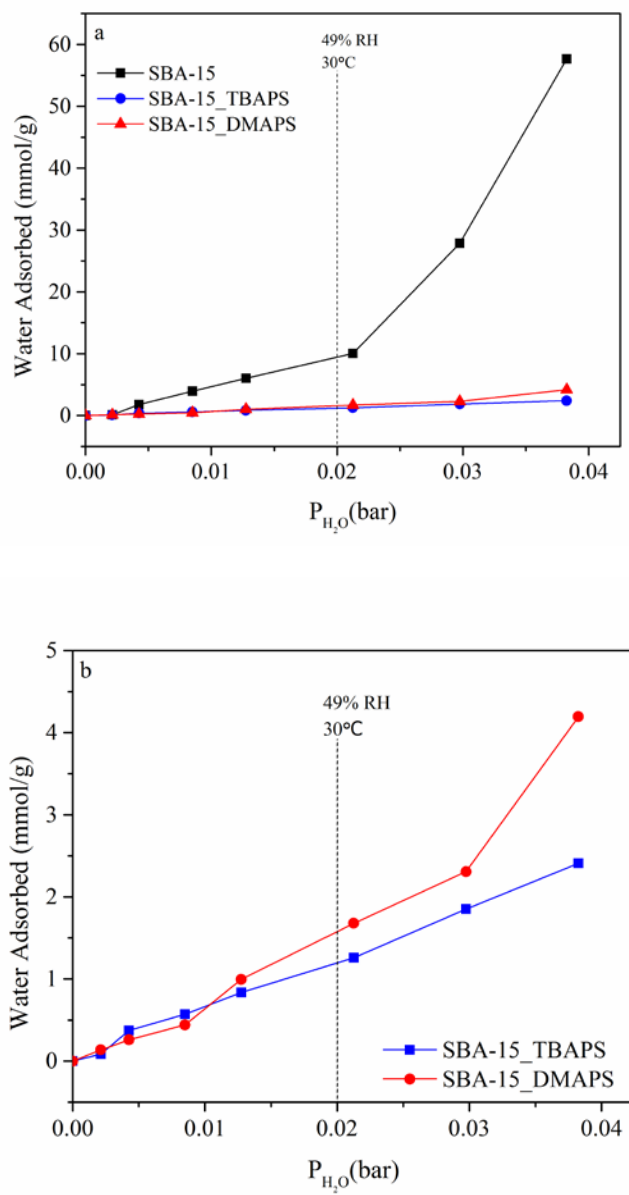 a
49% RH
30°C
SBA-15
SBA-15_TBAPS
SBA-15_DMAPS
Water Adsorbed (mmol/g)
60
50
40
30
20
10
0
0.00 0.01 0.02 0.03 0.04
P_H₂O(bar)
b
49% RH
30℃
SBA-15_TBAPS
SBA-15_DMAPS
Water Adsorbed (mmol/g)
5
4
3
2
1
0
0.00 0.01 0.02 0.03 0.04
P_H₂O(bar)